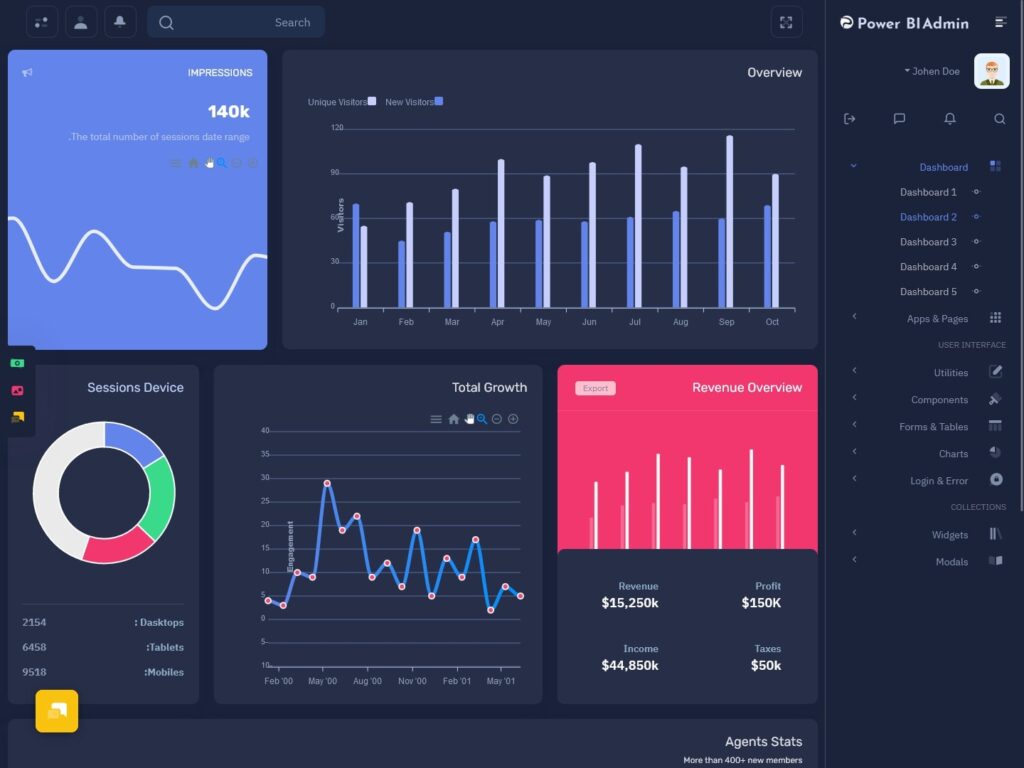 Search
Power BI Admin
Johen Doe
IMPRESSIONS
140k
.The total number of sessions date range
Overview
Unique Visitors New Visitors
Visitors
120
90
60
30
0
Jan Feb Mar Apr May Jun Jul Aug Sep Oct
Dashboard
Dashboard 1
Dashboard 2
Dashboard 3
Dashboard 4
Dashboard 5
Apps & Pages
USER INTERFACE
Utilities
Components
Forms & Tables
Charts
Login & Error
COLLECTIONS
Widgets
Modals
Sessions Device
2154 : Dasktops
6458 :Tablets
9518 :Mobiles
Total Growth
Engagement
40
35
30
25
20
15
10
5
0
5-
10-
Feb '00 May '00 Aug '00 Nov '00 Feb '01 May '01
Export Revenue Overview
Revenue Profit
$15,250k $150K
Income Taxes
$44,850k $50k
Agents Stats
More than 400+ new members